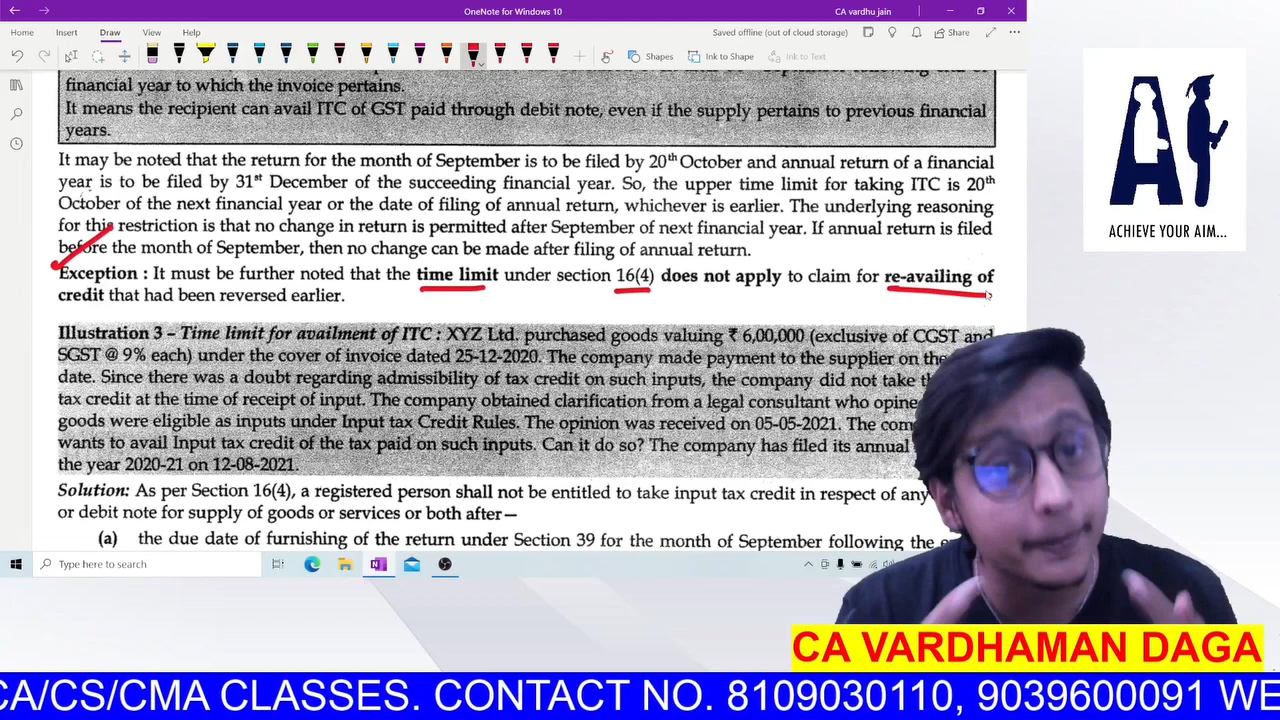 OneNote for Windows 10
CA vardhu jain
Home Insert Draw View Help
Saved offline (out of cloud storage)
Share
Shapes
Ink to Shape
Ink to Text
financial year to which the invoice pertains.
It means the recipient can avail ITC of GST paid through debit note, even if the supply pertains to previous financial
years.
It may be noted that the return for the month of September is to be filed by 20th October and annual return of a financial
year is to be filed by 31st December of the succeeding financial year. So, the upper time limit for taking ITC is 20th
October of the next financial year or the date of filing of annual return, whichever is earlier. The underlying reasoning
for this restriction is that no change in return is permitted after September of next financial year. If annual return is filed
before the month of September, then no change can be made after filing of annual return.
Exception : It must be further noted that the time limit under section 16(4) does not apply to claim for re-availing of
credit that had been reversed earlier.
Illustration 3 – Time limit for availment of ITC : XYZ Ltd. purchased goods valuing ₹ 6,00,000 (exclusive of CGST and
SGST @ 9% each) under the cover of invoice dated 25-12-2020. The company made payment to the supplier on the
date. Since there was a doubt regarding admissibility of tax credit on such inputs, the company did not take
tax credit at the time of receipt of input. The company obtained clarification from a legal consultant who
goods were eligible as inputs under Input tax Credit Rules. The opinion was received on 05-05-2021. The
wants to avail Input tax credit of the tax paid on such inputs. Can it do so? The company has filed its annual
the year 2020-21 on 12-08-2021.
Solution: As per Section 16(4), a registered person shall not be entitled to take input tax credit in respect of any
or debit note for supply of goods or services or both after—
(a) the due date of furnishing of the return under Section 39 for the month of September following the
Type here to search
ACHIEVE YOUR AIM...
CA VARDHAMAN DAGA
CA/CS/CMA CLASSES. CONTACT NO. 8109030110, 9039600091 WE